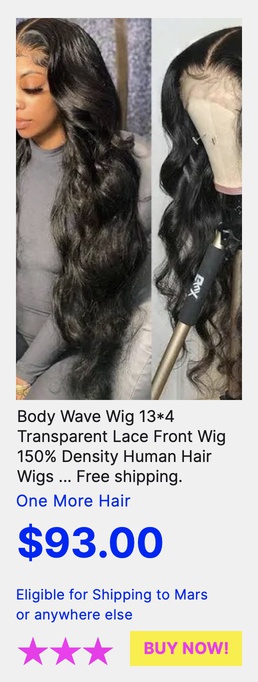 Body Wave Wig 13*4
Transparent Lace Front Wig
150% Density Human Hair
Wigs ... Free shipping.
One More Hair
$93.00
Eligible for Shipping to Mars
or anywhere else
BUY NOW!